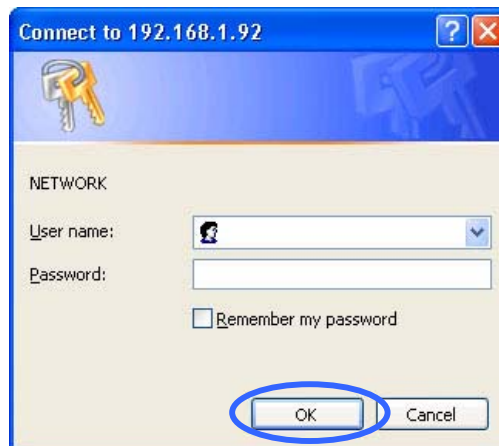 Connect to 192.168.1.92
?
NETWORK
User name:
Password:
Remember my password
OK
Cancel